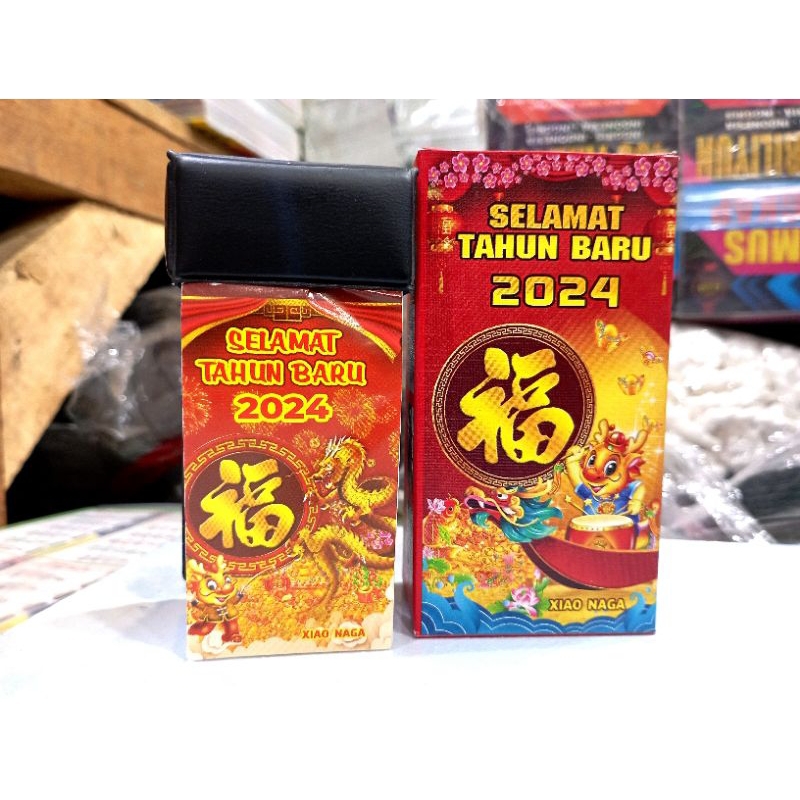 SELAMAT
TAHUN BARU
2024
福
XIAO NAGA
SELAMAT
TAHUN BARU
2024
福
XIAO NAGA